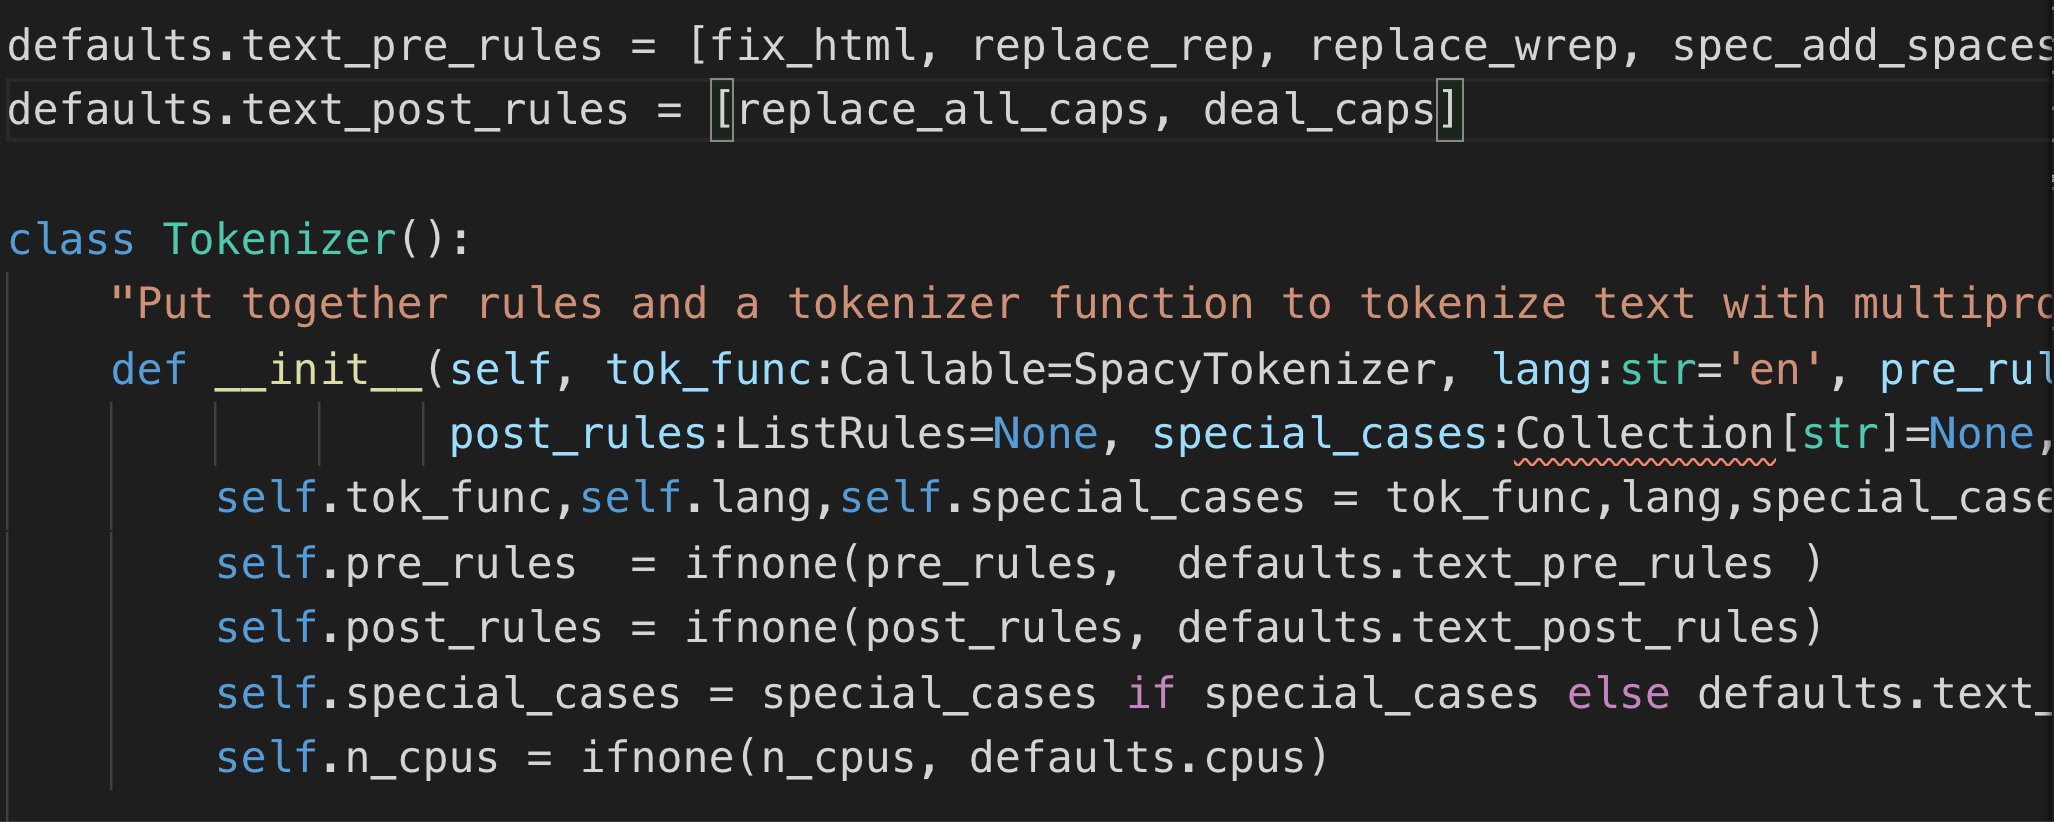 defaults.text_pre_rules = [fix_html, replace_rep, replace_wrep, spec_add_spaces
defaults.text_post_rules = [replace_all_caps, deal_caps]
class Tokenizer():
    "Put together rules and a tokenizer function to tokenize text with multipro
    def __init__(self, tok_func:Callable=SpacyTokenizer, lang:str='en', pre_rul
                 post_rules:ListRules=None, special_cases:Collection[str]=None,
        self.tok_func,self.lang,self.special_cases = tok_func,lang,special_case
        self.pre_rules  = ifnone(pre_rules,  defaults.text_pre_rules )
        self.post_rules = ifnone(post_rules, defaults.text_post_rules)
        self.special_cases = special_cases if special_cases else defaults.text_
        self.n_cpus = ifnone(n_cpus, defaults.cpus)